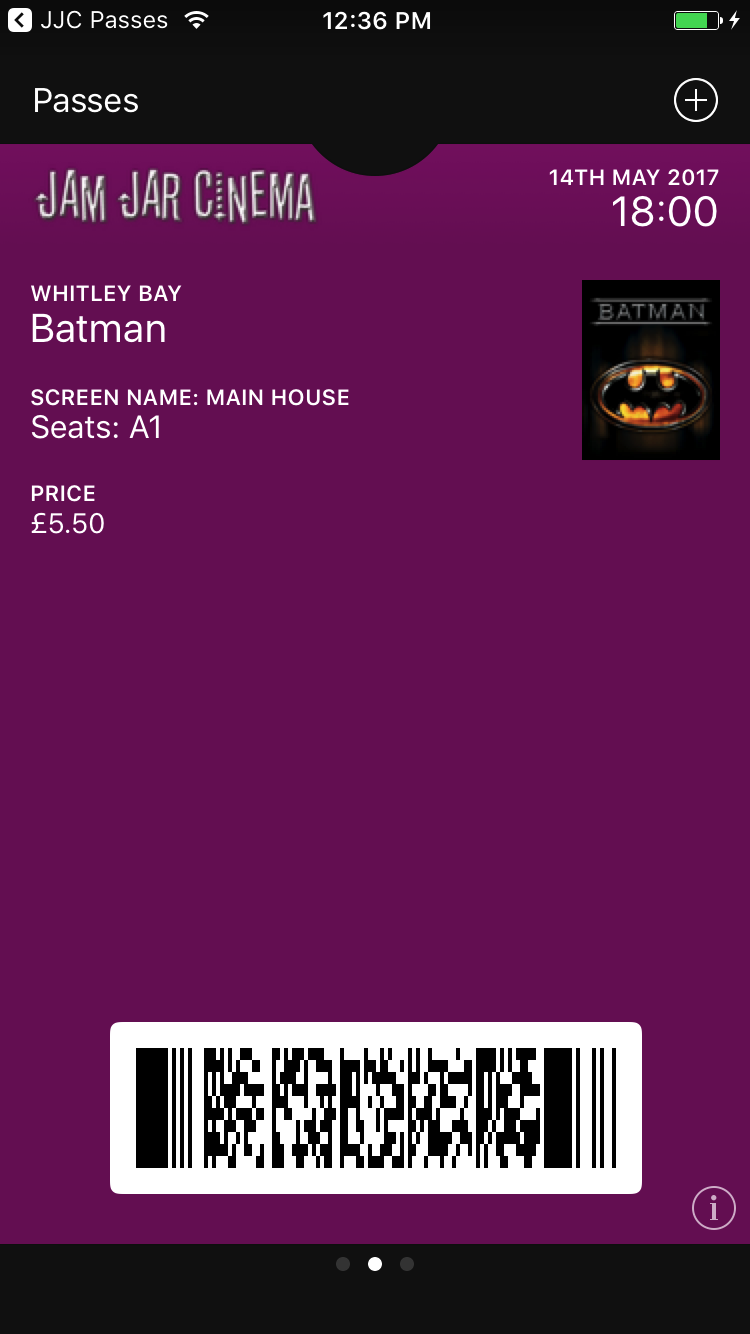 JJC Passes
12:36 PM
Passes
JAM JAR CINEMA
14TH MAY 2017
18:00
WHITLEY BAY
Batman
BATMAN
SCREEN NAME: MAIN HOUSE
Seats: A1
PRICE
£5.50
i